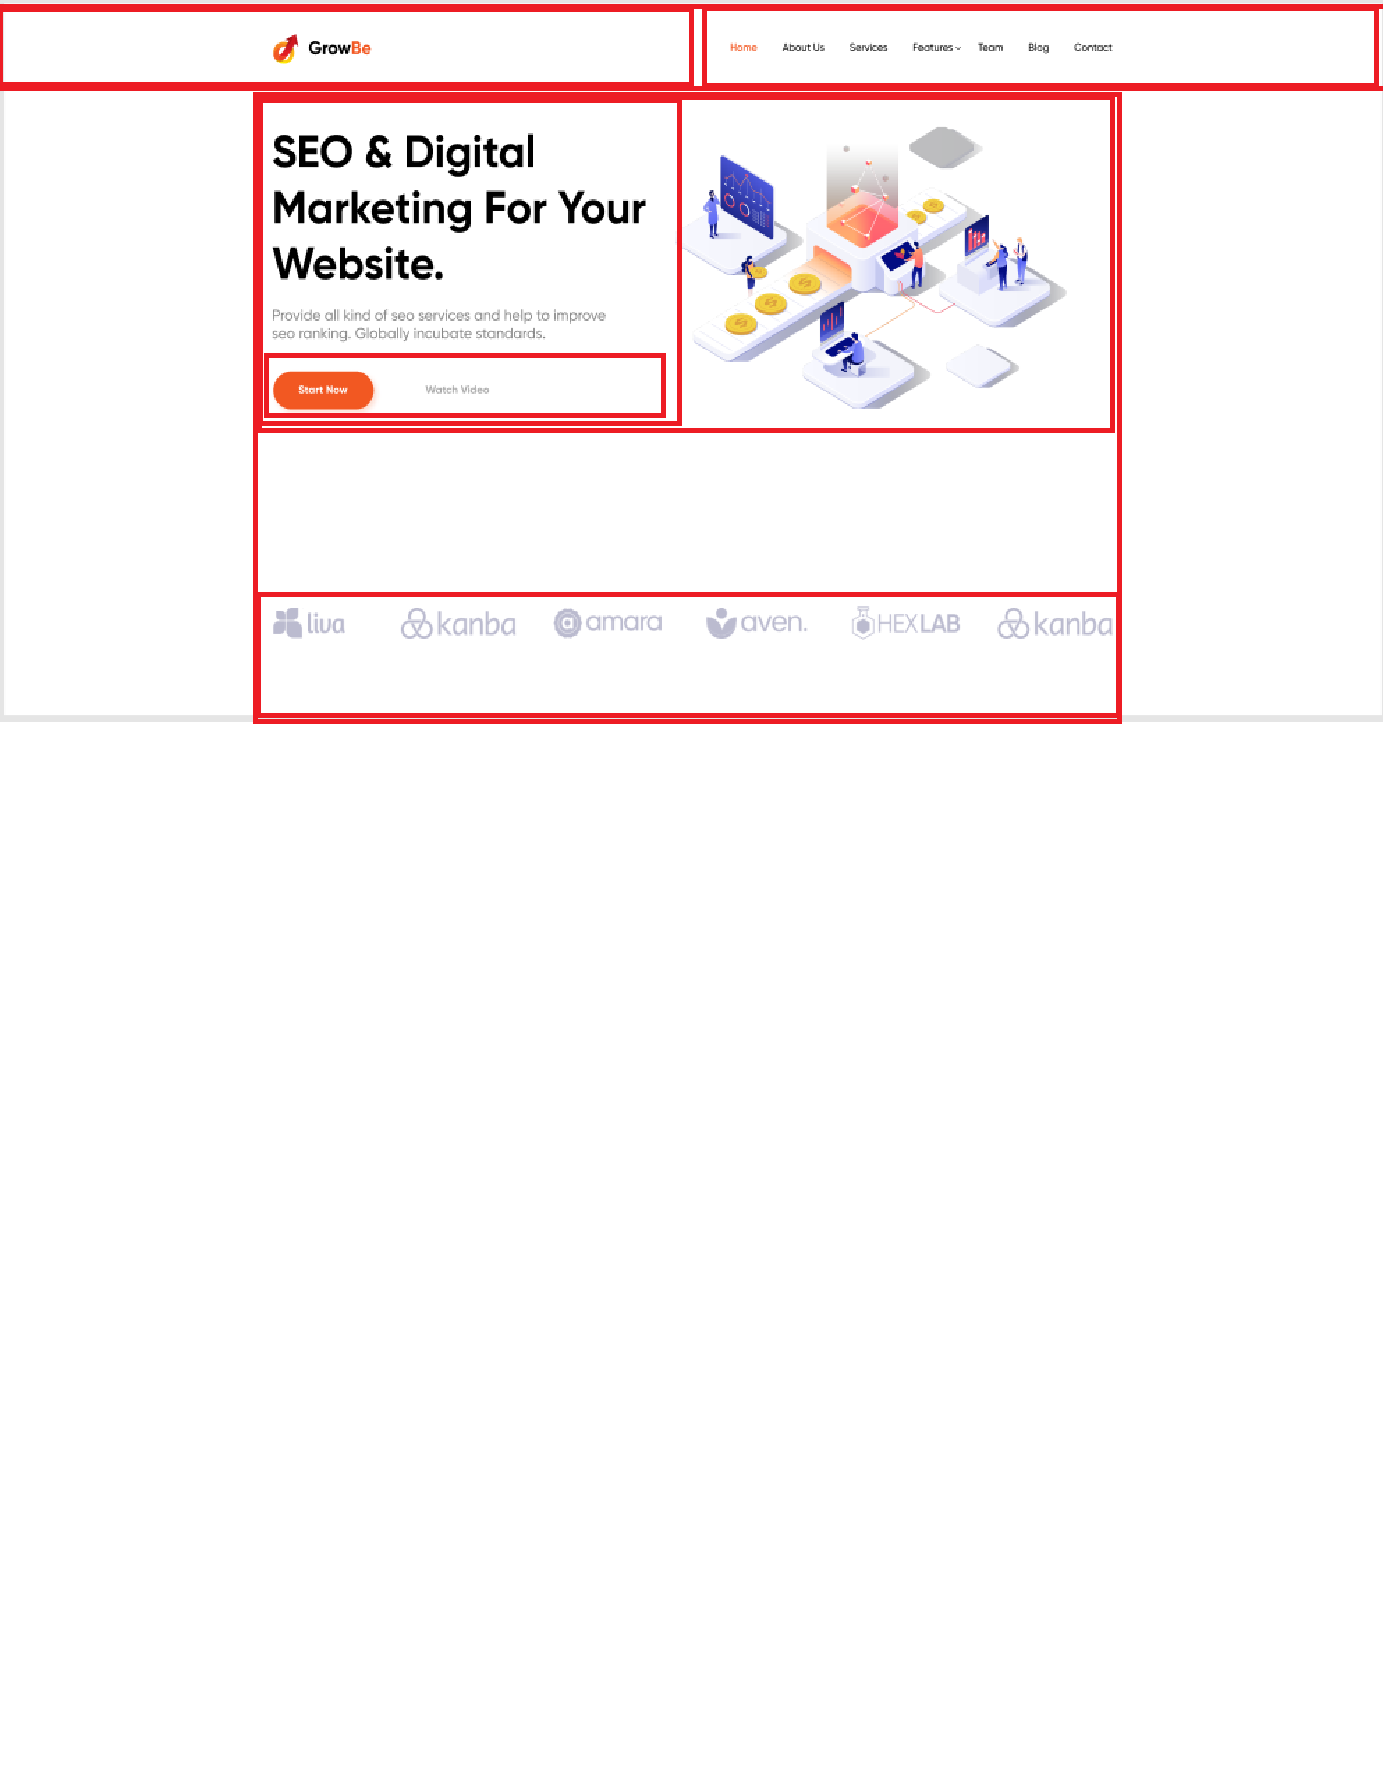 GrowBe
Home About Us Services Features Team Blog Contact
SEO & Digital
Marketing For Your
Website.
Provide all kind of seo services and help to improve
seo ranking. Globally incubate standards.
Start Now Watch Video
liva kanba amara aven. HEXLAB kanba